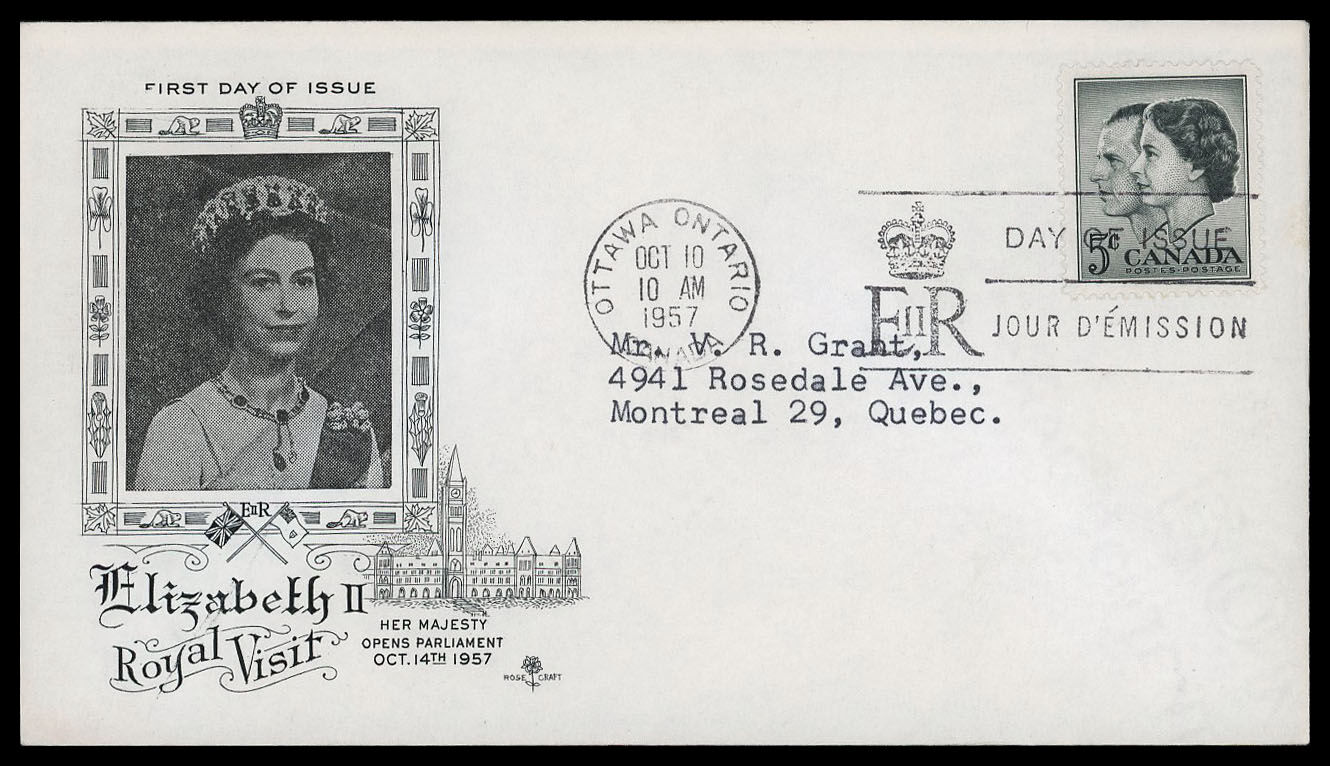 FIRST DAY OF ISSUE
EIIR
Elizabeth II
Royal Visit
HER MAJESTY
OPENS PARLIAMENT
OCT. 14TH 1957
ROSE CRAFT
OTTAWA ONTARIO
OCT 10
10 AM
1957
CANADA
EIIR
DAY OF ISSUE
JOUR D'ÉMISSION
5¢ CANADA
POSTES-POSTAGE
Mr. V. R. Grant,
4941 Rosedale Ave.,
Montreal 29, Quebec.